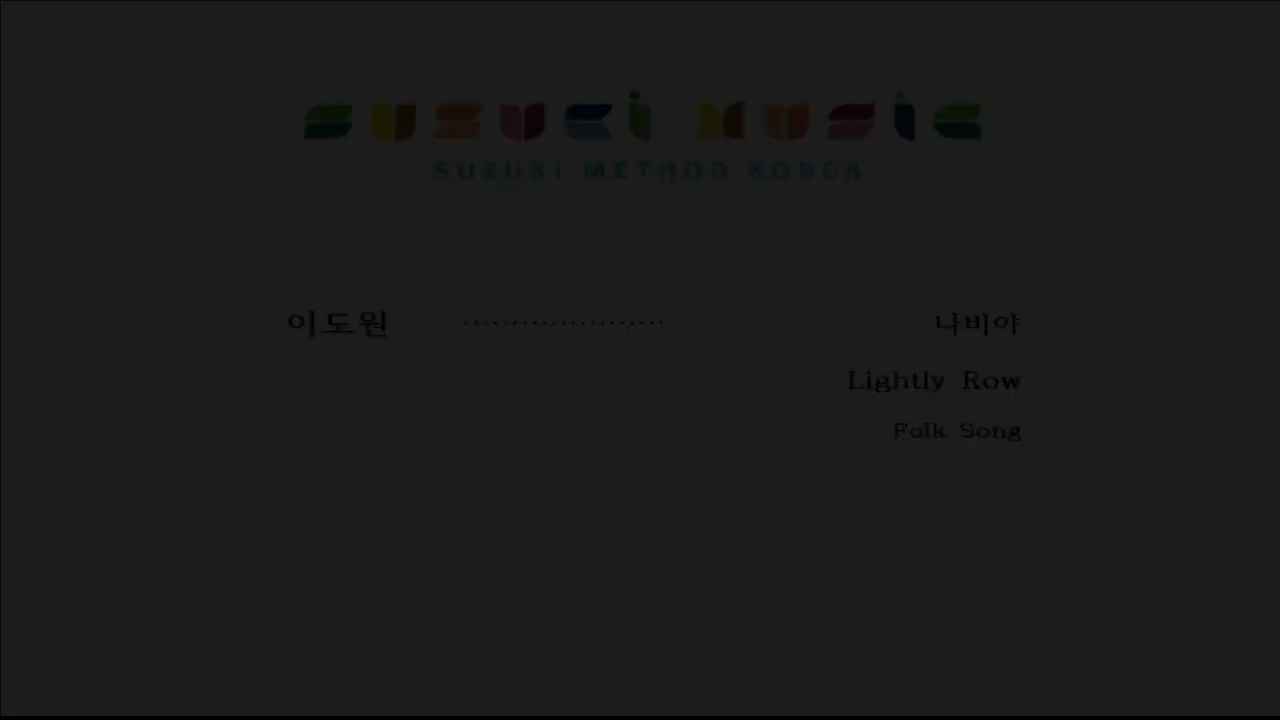 SUZUKI MUSIC
SUZUKI METHOD KOREA
이도원 ····················· 나비야
Lightly Row
Folk Song